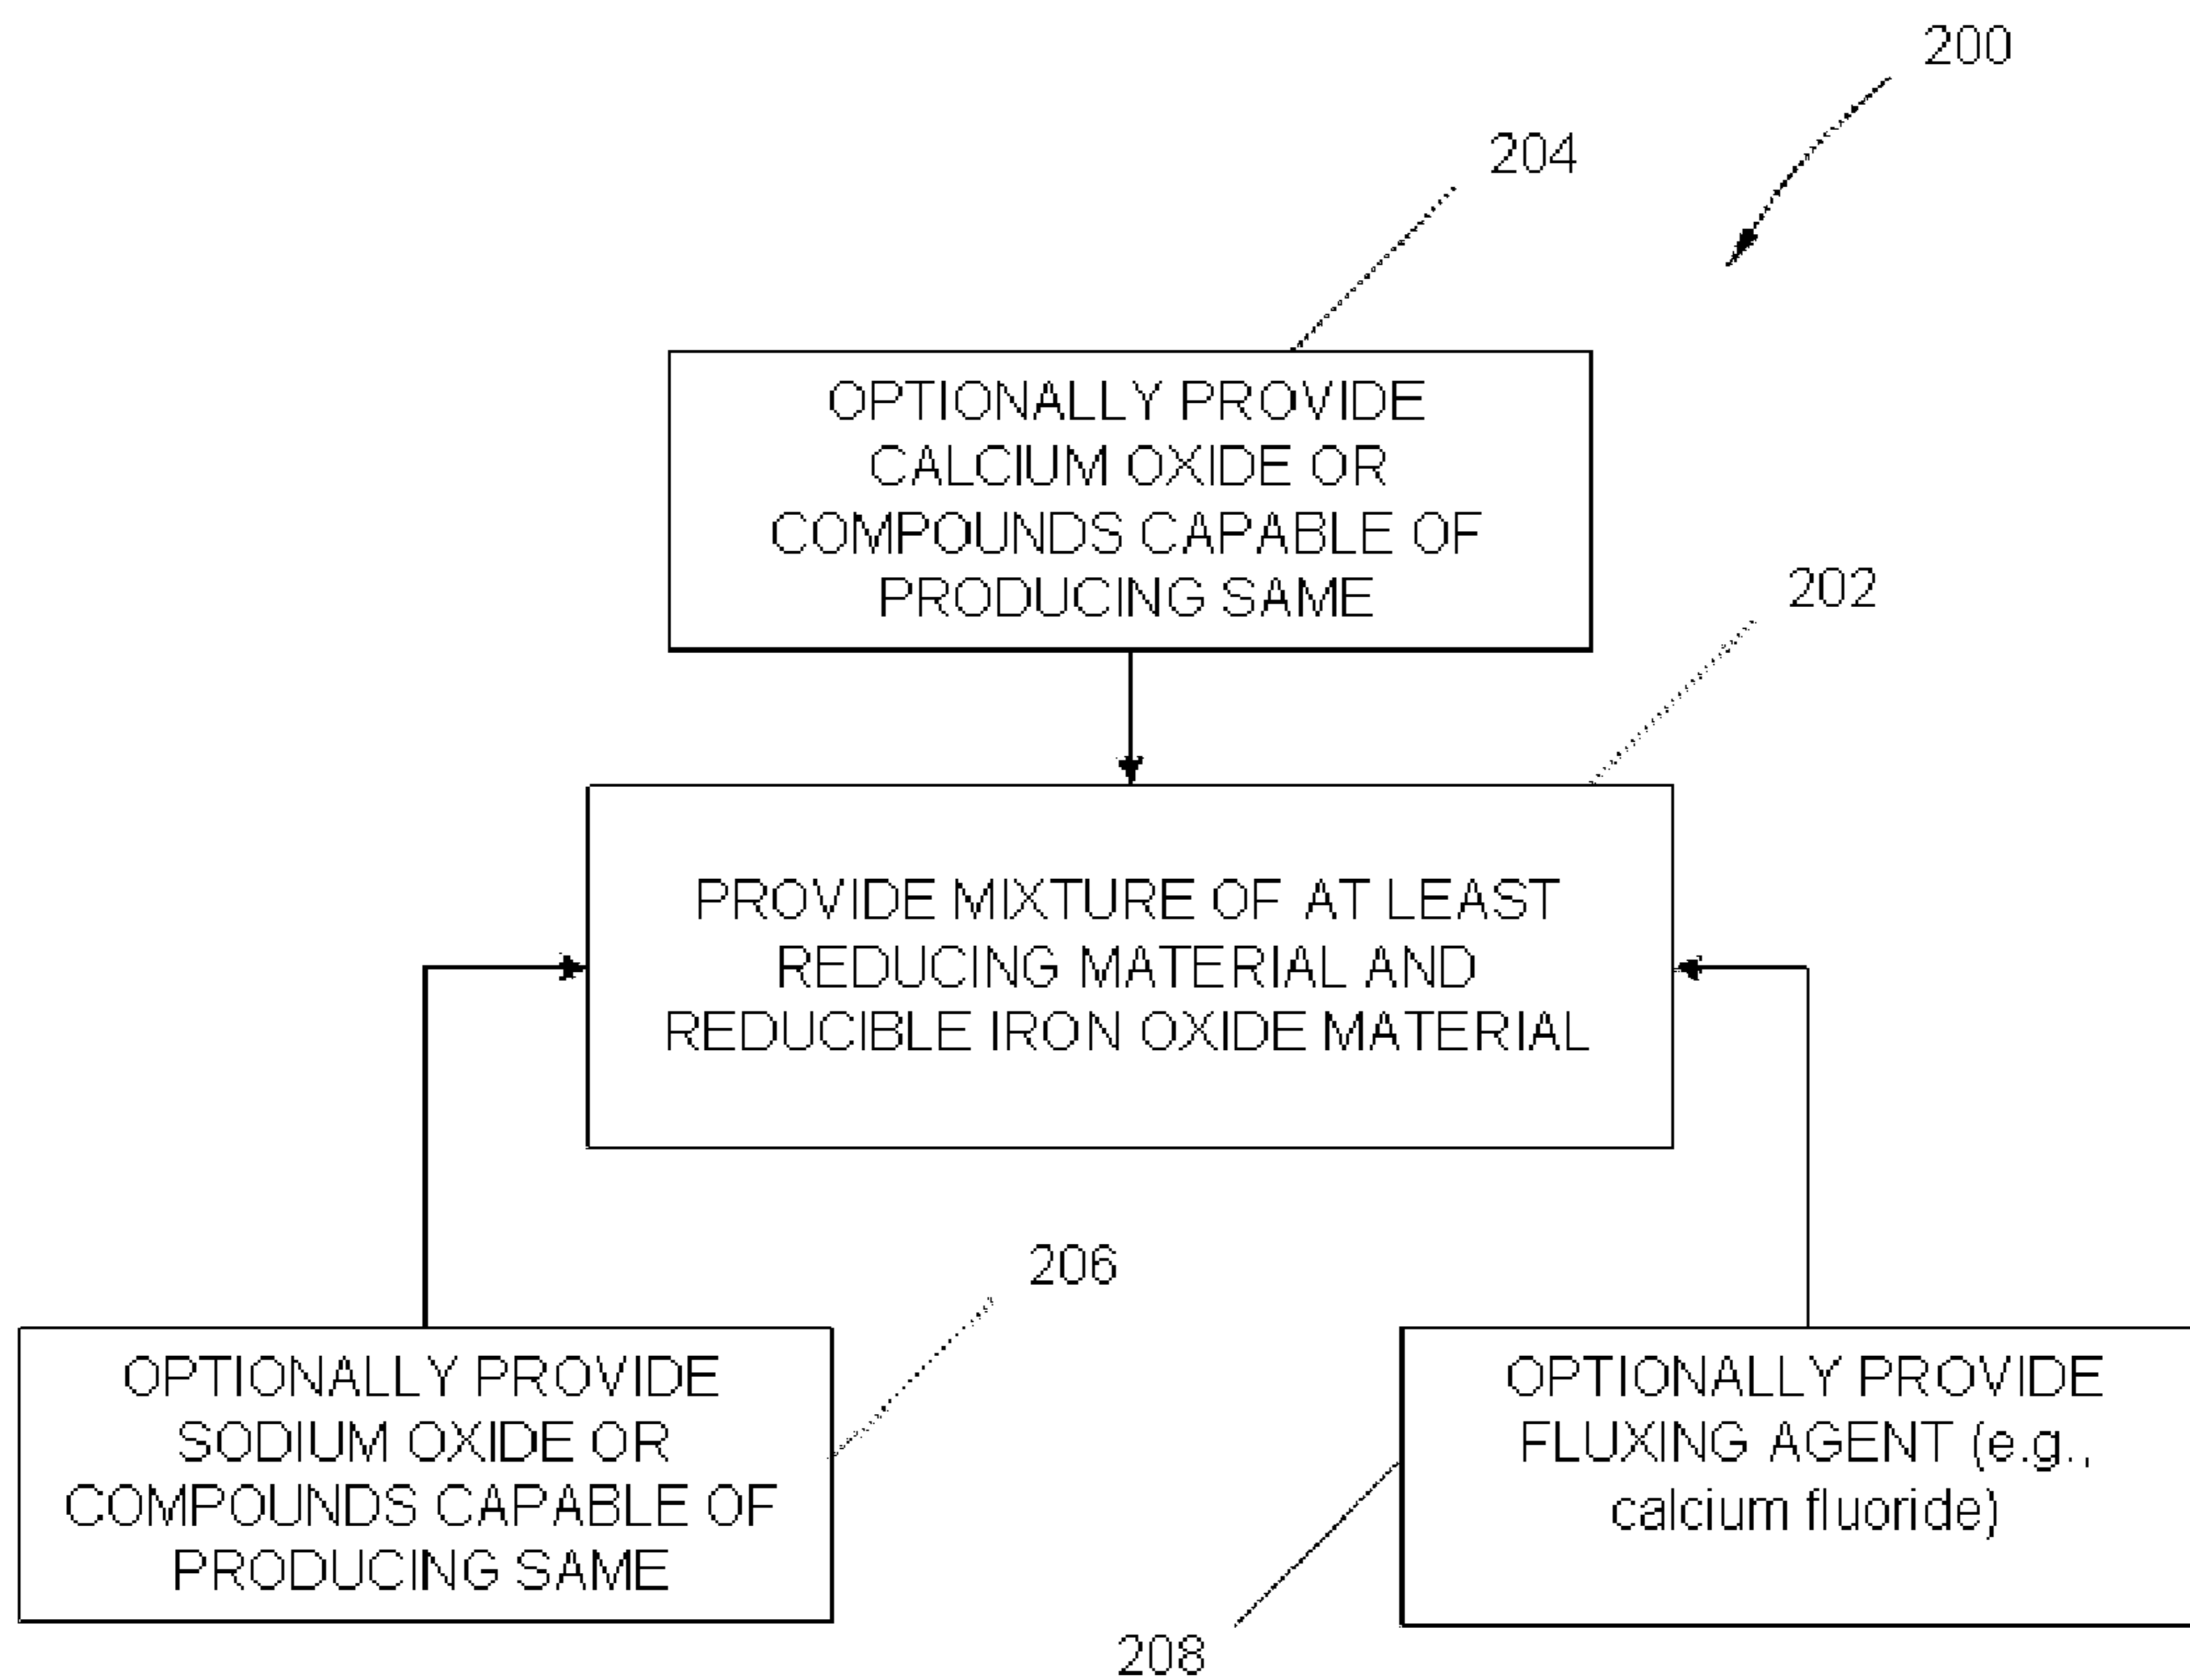 200
204
OPTIONALLY PROVIDE
CALCIUM OXIDE OR
COMPOUNDS CAPABLE OF
PRODUCING SAME
202
PROVIDE MIXTURE OF AT LEAST
REDUCING MATERIAL AND
REDUCIBLE IRON OXIDE MATERIAL
206
OPTIONALLY PROVIDE
SODIUM OXIDE OR
COMPOUNDS CAPABLE OF
PRODUCING SAME
OPTIONALLY PROVIDE
FLUXING AGENT (e.g.,
calcium fluoride)
208